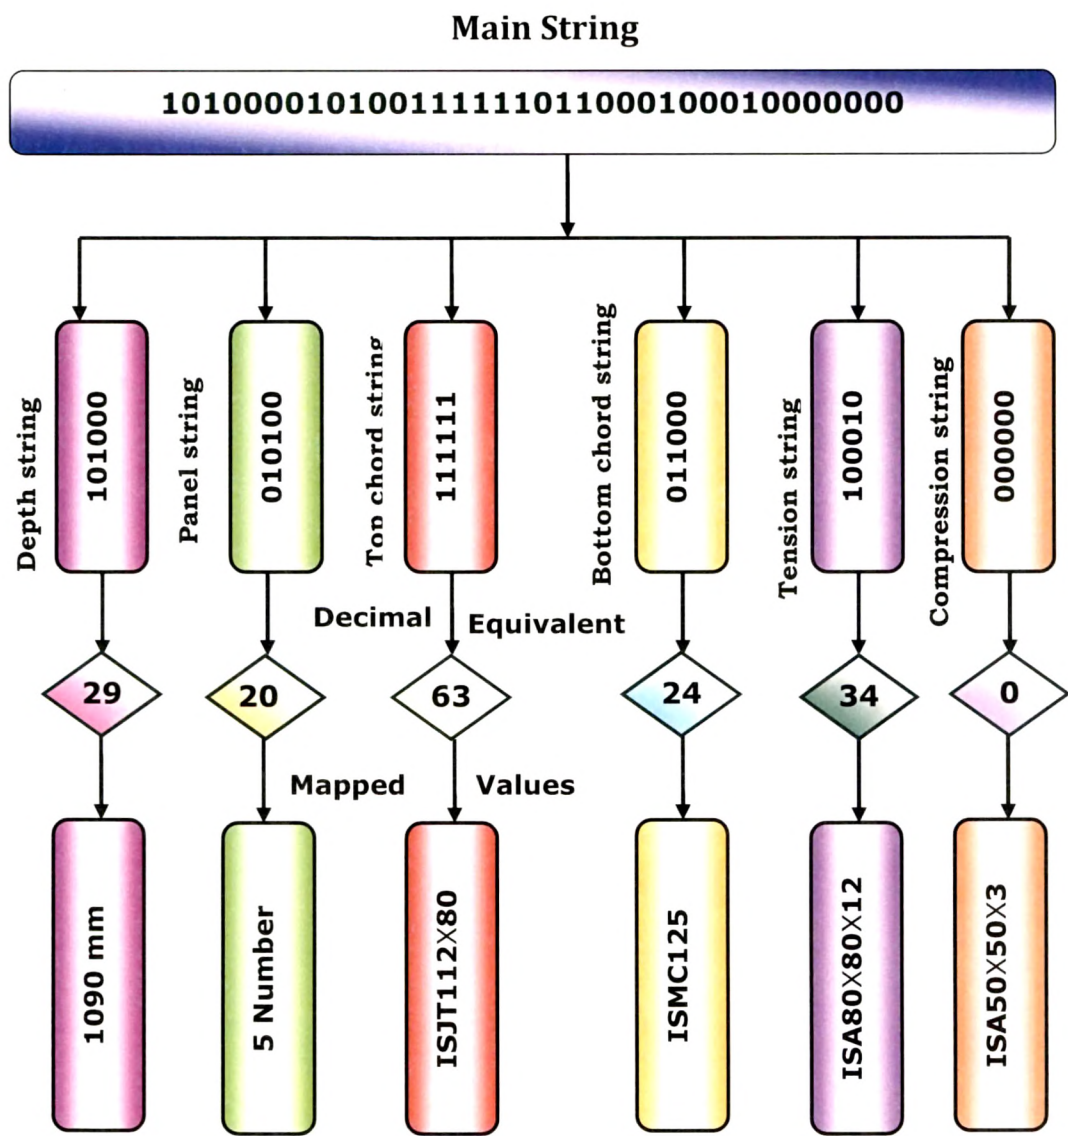 Main String
101000010100111111011000100010000000
Depth string
101000
Panel string
010100
Top chord string
111111
Bottom chord string
011000
Tension string
100010
Compression string
000000
Decimal Equivalent
29
20
63
24
34
0
Mapped Values
1090 mm
5 Number
ISJT112X80
ISMC125
ISA80X80X12
ISA50X50X3